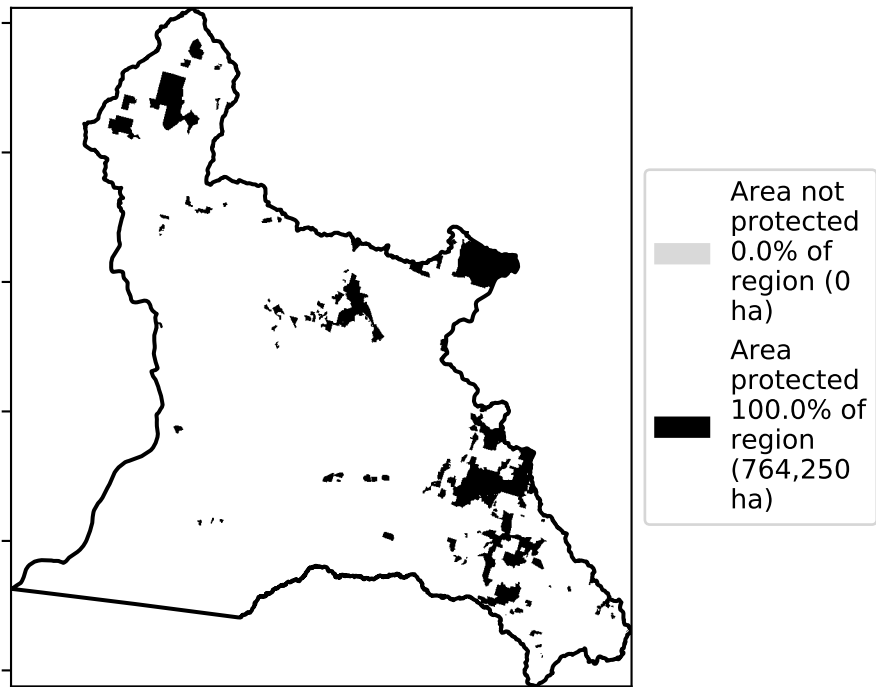 Area not
protected
0.0% of
region (0
ha)
Area
protected
100.0% of
region
(764,250
ha)